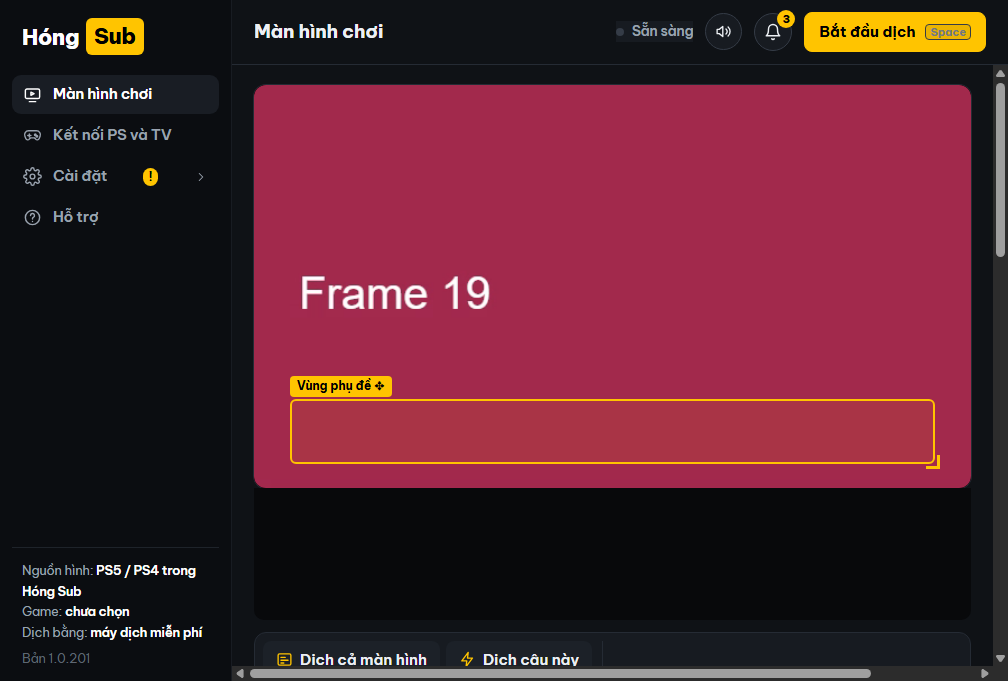 Hóng Sub
Màn hình chơi
Kết nối PS và TV
Cài đặt !
Hỗ trợ
Nguồn hình: PS5 / PS4 trong
Hóng Sub
Game: chưa chọn
Dịch bằng: máy dịch miễn phí
Bản 1.0.201
Màn hình chơi
Sẵn sàng
3
Bắt đầu dịch Space
Frame 19
Vùng phụ đề
Dịch cả màn hình
Dịch câu này